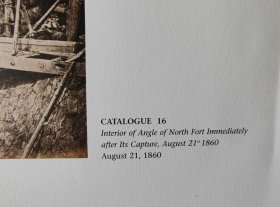 CATALOGUE 16
Interior of Angle of North Fort Immediately
after Its Capture, August 21st 1860
August 21, 1860